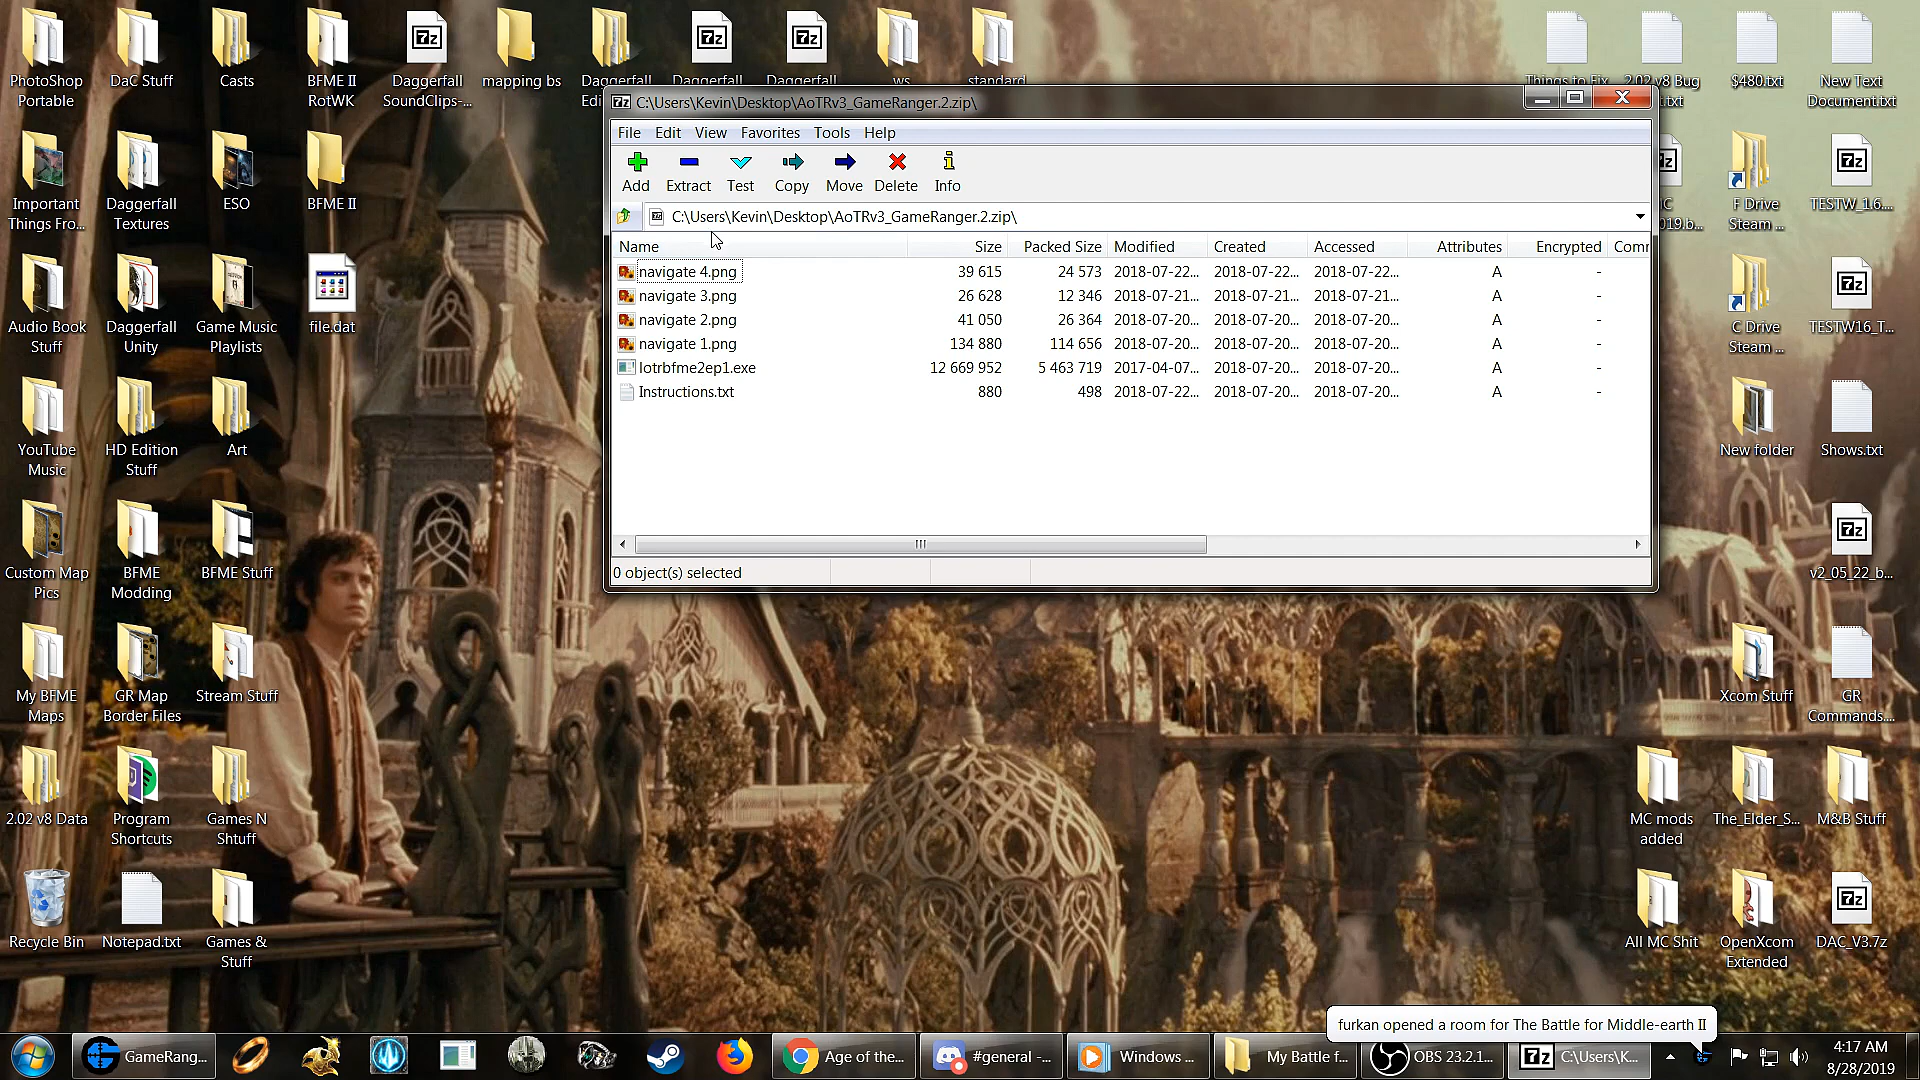 PhotoShop
Portable
DaC Stuff
Casts
BFME II
RotWK
Daggerfall
SoundClips-...
mapping bs
Daggerfall
Edi
Daggerfall
Daggerfall
ws
standard
Things to Fix
2.02 v8 Bug
t.txt
$480.txt
New Text
Document.txt
Important
Things Fro...
Daggerfall
Textures
ESO
BFME II
Audio Book
Stuff
Daggerfall
Unity
Game Music
Playlists
file.dat
YouTube
Music
HD Edition
Stuff
Art
Custom Map
Pics
BFME
Modding
BFME Stuff
My BFME
Maps
GR Map
Border Files
Stream Stuff
2.02 v8 Data
Program
Shortcuts
Games N
Shtuff
Recycle Bin
Notepad.txt
Games &
Stuff
7z C:\Users\Kevin\Desktop\AoTRv3_GameRanger.2.zip\
File Edit View Favorites Tools Help
Add Extract Test Copy Move Delete Info
C:\Users\Kevin\Desktop\AoTRv3_GameRanger.2.zip\
Name Size Packed Size Modified Created Accessed Attributes Encrypted Comr
navigate 4.png 39 615 24 573 2018-07-22... 2018-07-22... 2018-07-22... A -
navigate 3.png 26 628 12 346 2018-07-21... 2018-07-21... 2018-07-21... A -
navigate 2.png 41 050 26 364 2018-07-20... 2018-07-20... 2018-07-20... A -
navigate 1.png 134 880 114 656 2018-07-20... 2018-07-20... 2018-07-20... A -
lotrbfme2ep1.exe 12 669 952 5 463 719 2017-04-07... 2018-07-20... 2018-07-20... A -
Instructions.txt 880 498 2018-07-22... 2018-07-20... 2018-07-20... A -
0 object(s) selected
019.b...
F Drive
Steam ...
TESTW_1.6....
C Drive
Steam ...
TESTW16_T...
New folder
Shows.txt
v2_05_22_b...
Xcom Stuff
GR
Commands....
MC mods
added
The_Elder_S...
M&B Stuff
All MC Shit
OpenXcom
Extended
DAC_V3.7z
furkan opened a room for The Battle for Middle-earth II
GameRang...
Age of the...
#general -...
Windows ...
My Battle f...
OBS 23.2.1...
7z C:\Users\K...
4:17 AM
8/28/2019